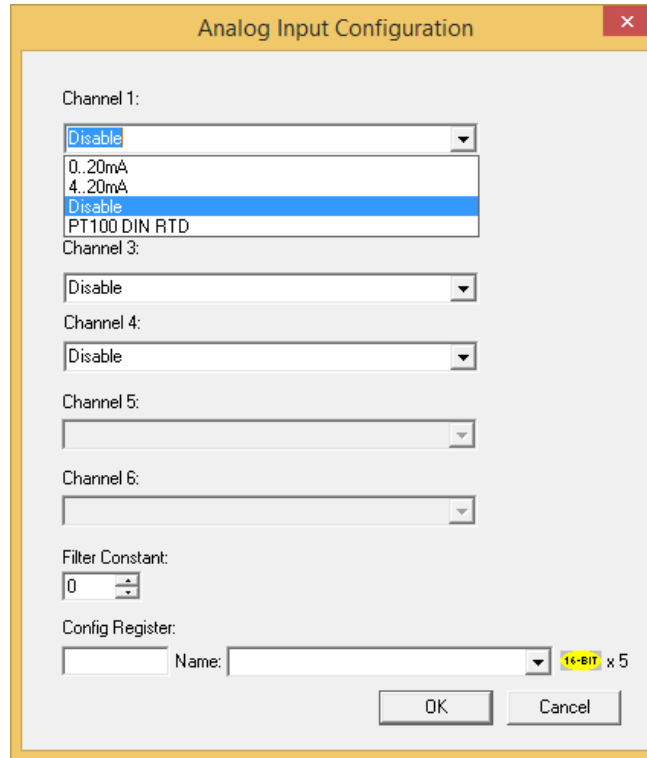 Analog Input Configuration
Channel 1:
Disable
0..20mA
4..20mA
Disable
PT100 DIN RTD
Channel 3:
Disable
Channel 4:
Disable
Channel 5:
Channel 6:
Filter Constant:
0
Config Register:
Name: 16-BIT x 5
OK Cancel